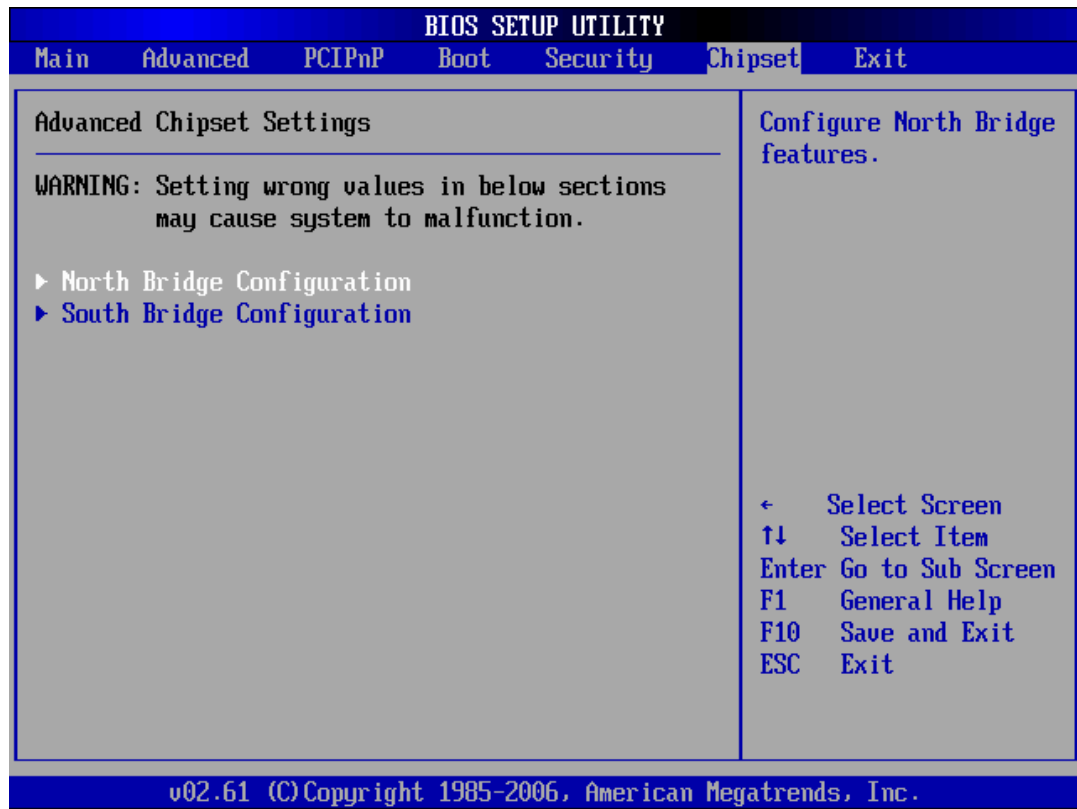 BIOS SETUP UTILITY
Main Advanced PCIPnP Boot Security Chipset Exit
Advanced Chipset Settings
WARNING: Setting wrong values in below sections
may cause system to malfunction.
▶ North Bridge Configuration
▶ South Bridge Configuration
Configure North Bridge
features.
← Select Screen
↑↓ Select Item
Enter Go to Sub Screen
F1 General Help
F10 Save and Exit
ESC Exit
v02.61 (C)Copyright 1985-2006, American Megatrends, Inc.